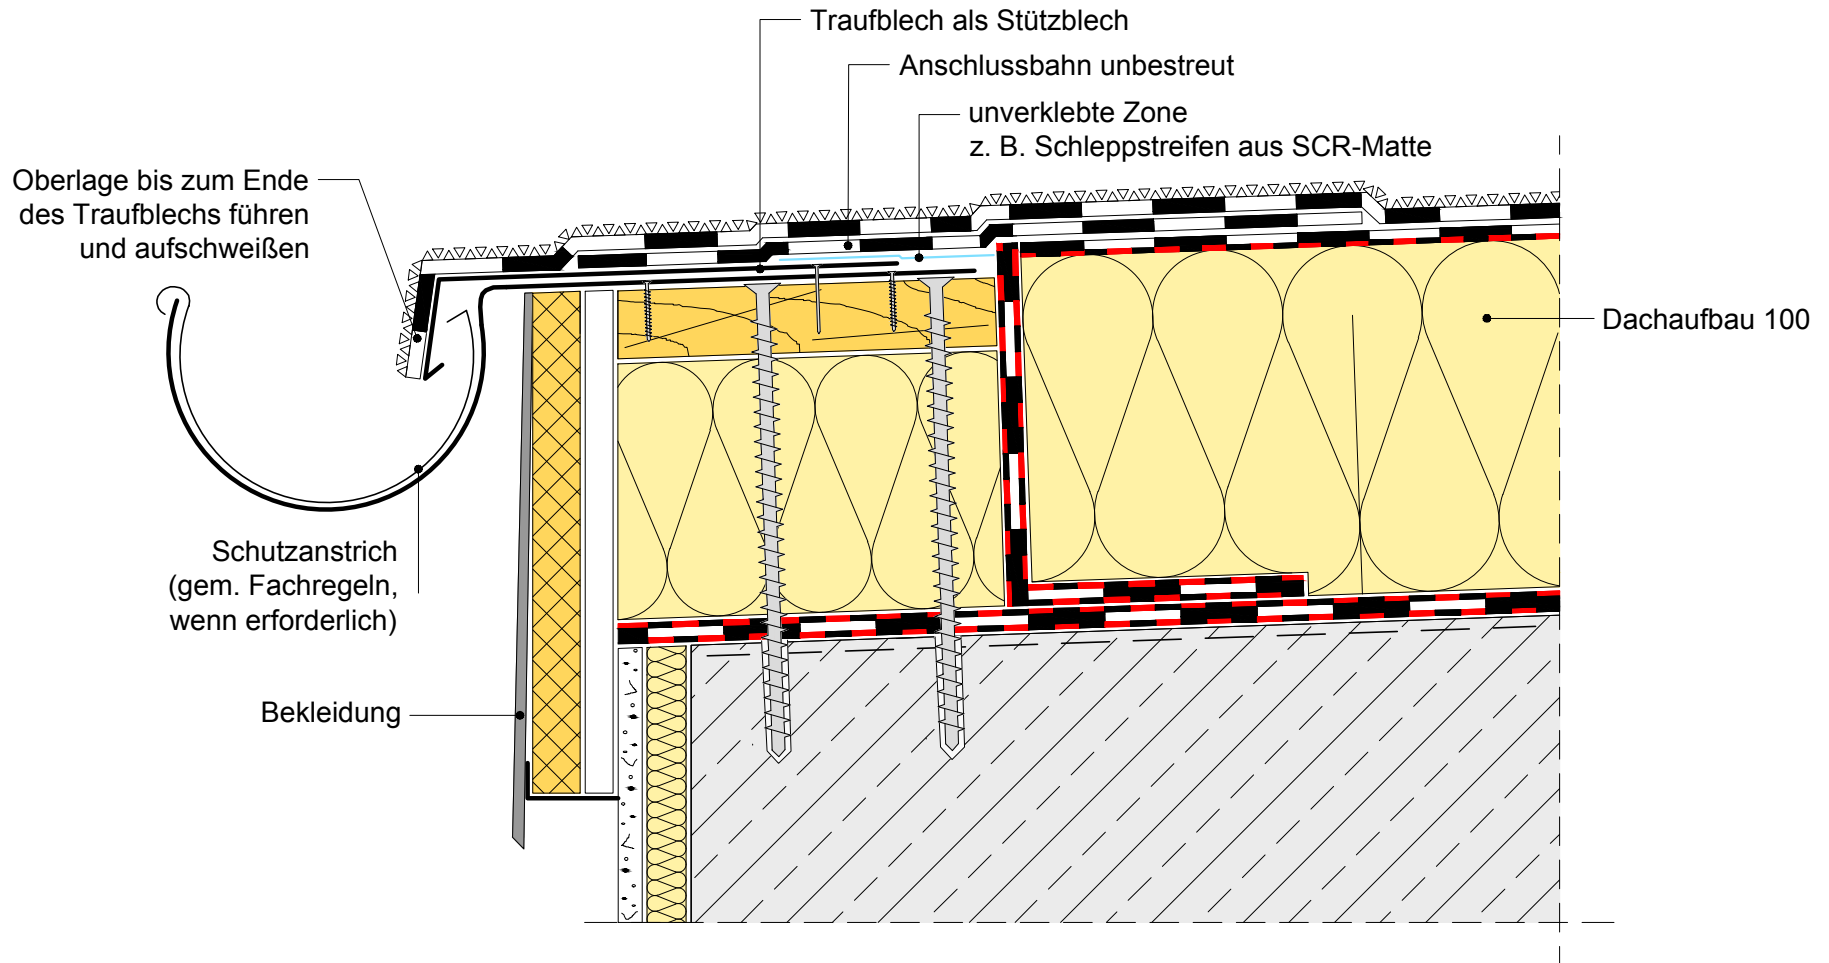 Traufblech als Stützblech
Anschlussbahn unbestreut
unverklebte Zone
z. B. Schleppstreifen aus SCR-Matte
Oberlage bis zum Ende
des Traufblechs führen
und aufschweißen
Dachaufbau 100
Schutzanstrich
(gem. Fachregeln,
wenn erforderlich)
Bekleidung